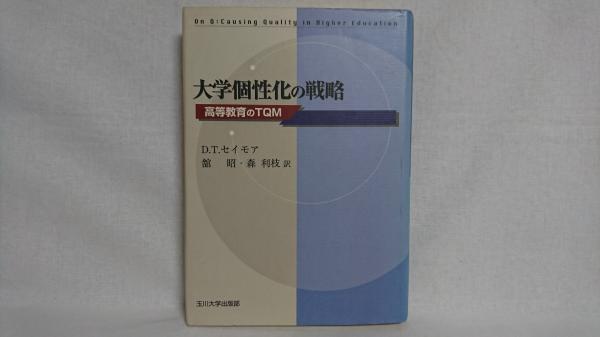 On Q:Causing Quality in Higher Education
大学個性化の戦略
高等教育のTQM
D.T.セイモア
舘 昭・森 利枝 訳
玉川大学出版部